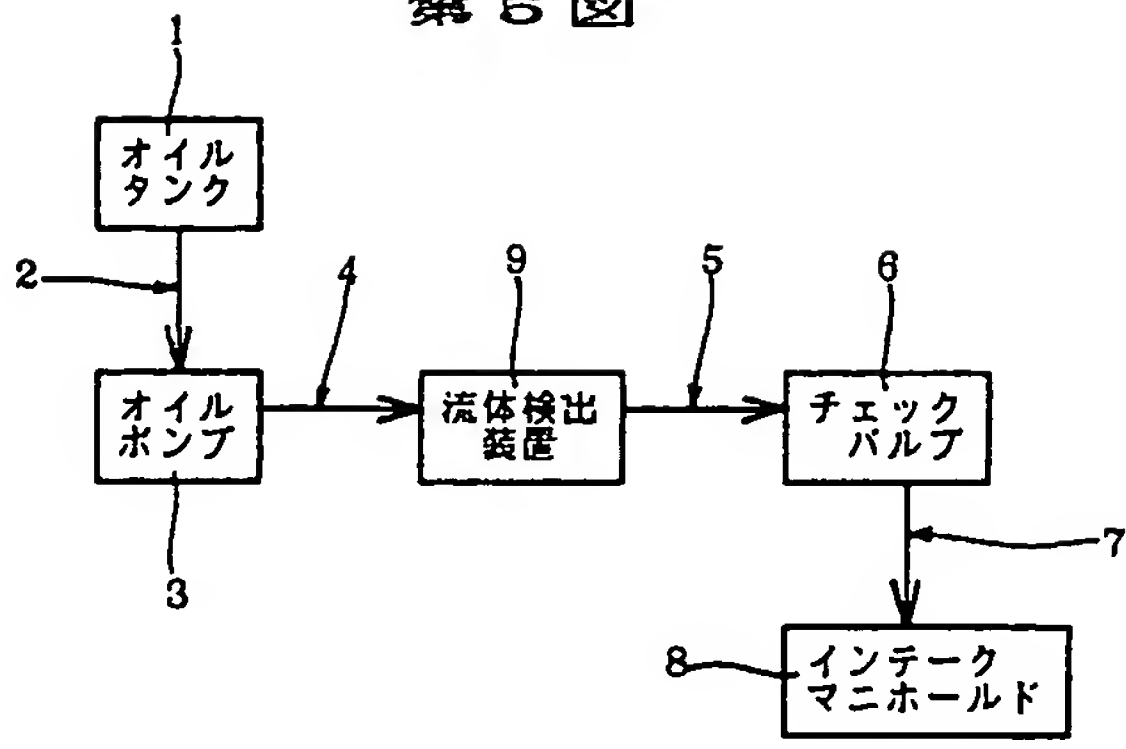 第5図
1
オイル
タンク
2
4
9
5
6
オイル
ポンプ
流体検出
装置
チェック
バルブ
3
7
8
インテーク
マニホールド